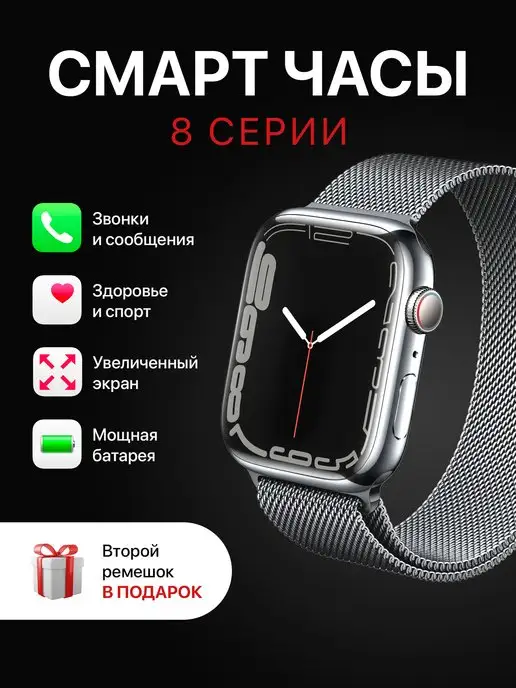 СМАРТ ЧАСЫ
8 СЕРИИ
Звонки
и сообщения
Здоровье
и спорт
Увеличенный
экран
Мощная
батарея
Второй
ремешок
В ПОДАРОК